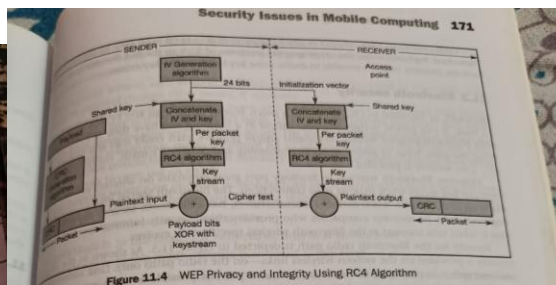 Security Issues in Mobile Computing 171
SENDER
RECEIVER
IV Generation
algorithm
Access
point
24 bits
Initialization vector
Shared key
Concatenate
IV and key
Concatenate
IV and key
Shared key
Payload
Per packet
key
Per packet
key
RC4 algorithm
RC4 algorithm
CRC
Key
stream
Key
stream
Plaintext input
+
Cipher text
+
Plaintext output
CRC
CRC
Packet
Packet
Payload bits
XOR with
keystream
Figure 11.4 WEP Privacy and Integrity Using RC4 Algorithm